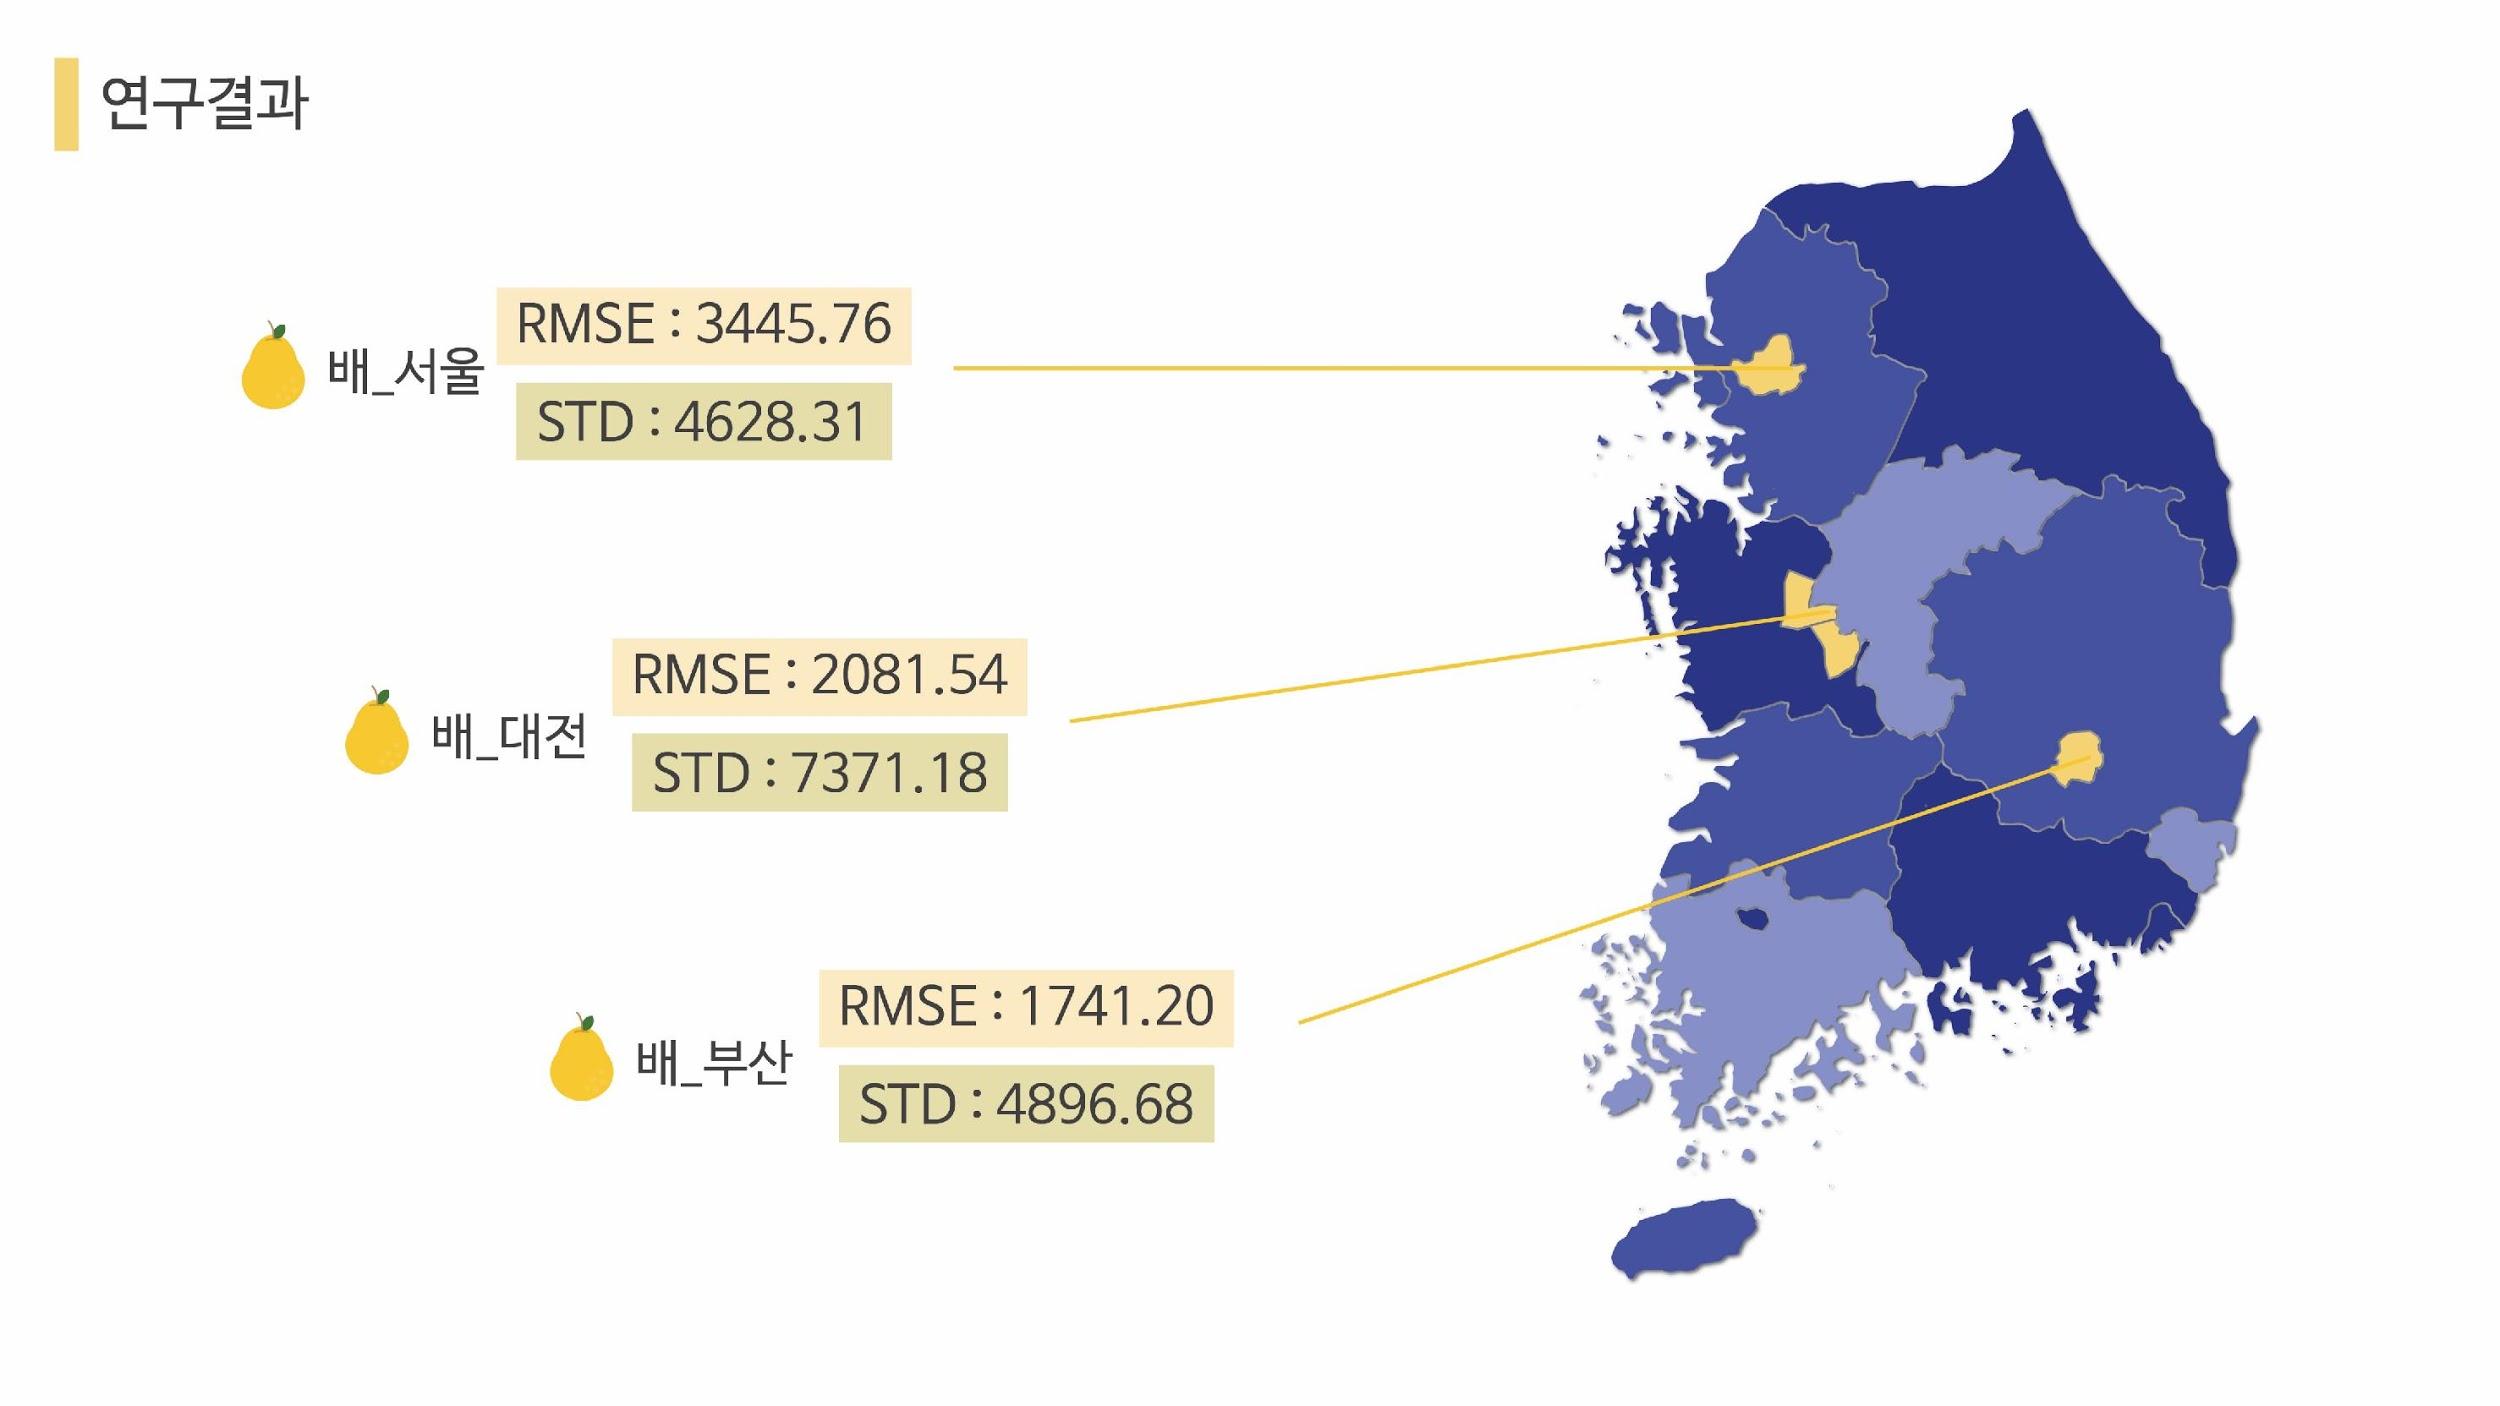 연구결과
배_서울
RMSE : 3445.76
STD : 4628.31
배_대전
RMSE : 2081.54
STD : 7371.18
배_부산
RMSE : 1741.20
STD : 4896.68